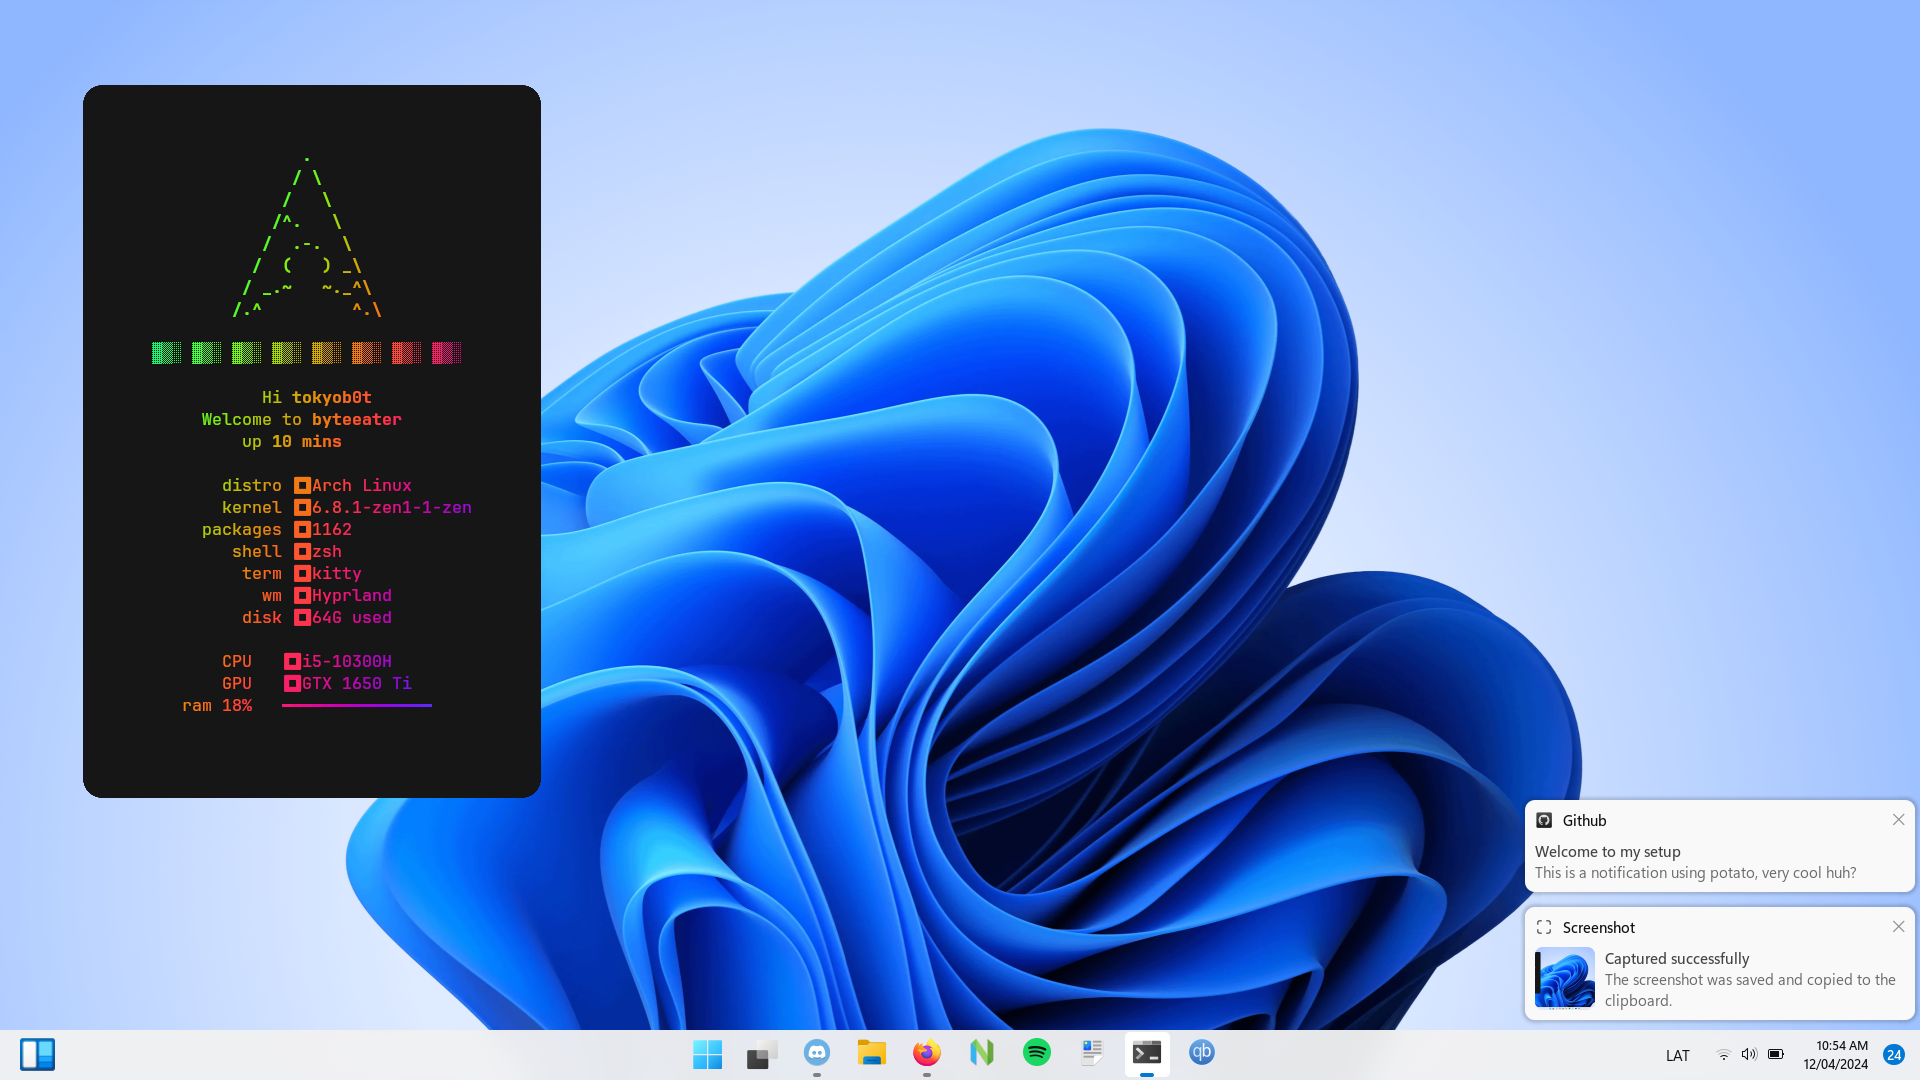 Hi tokyob0t
Welcome to byteeater
up 10 mins
distro Arch Linux
kernel 6.8.1-zen1-1-zen
packages 1162
shell zsh
term kitty
wm Hyprland
disk 64G used
CPU i5-10300H
GPU GTX 1650 Ti
ram 18%
Github
Welcome to my setup
This is a notification using potato, very cool huh?
Screenshot
Captured successfully
The screenshot was saved and copied to the
clipboard.
qb
LAT
10:54 AM
12/04/2024
24